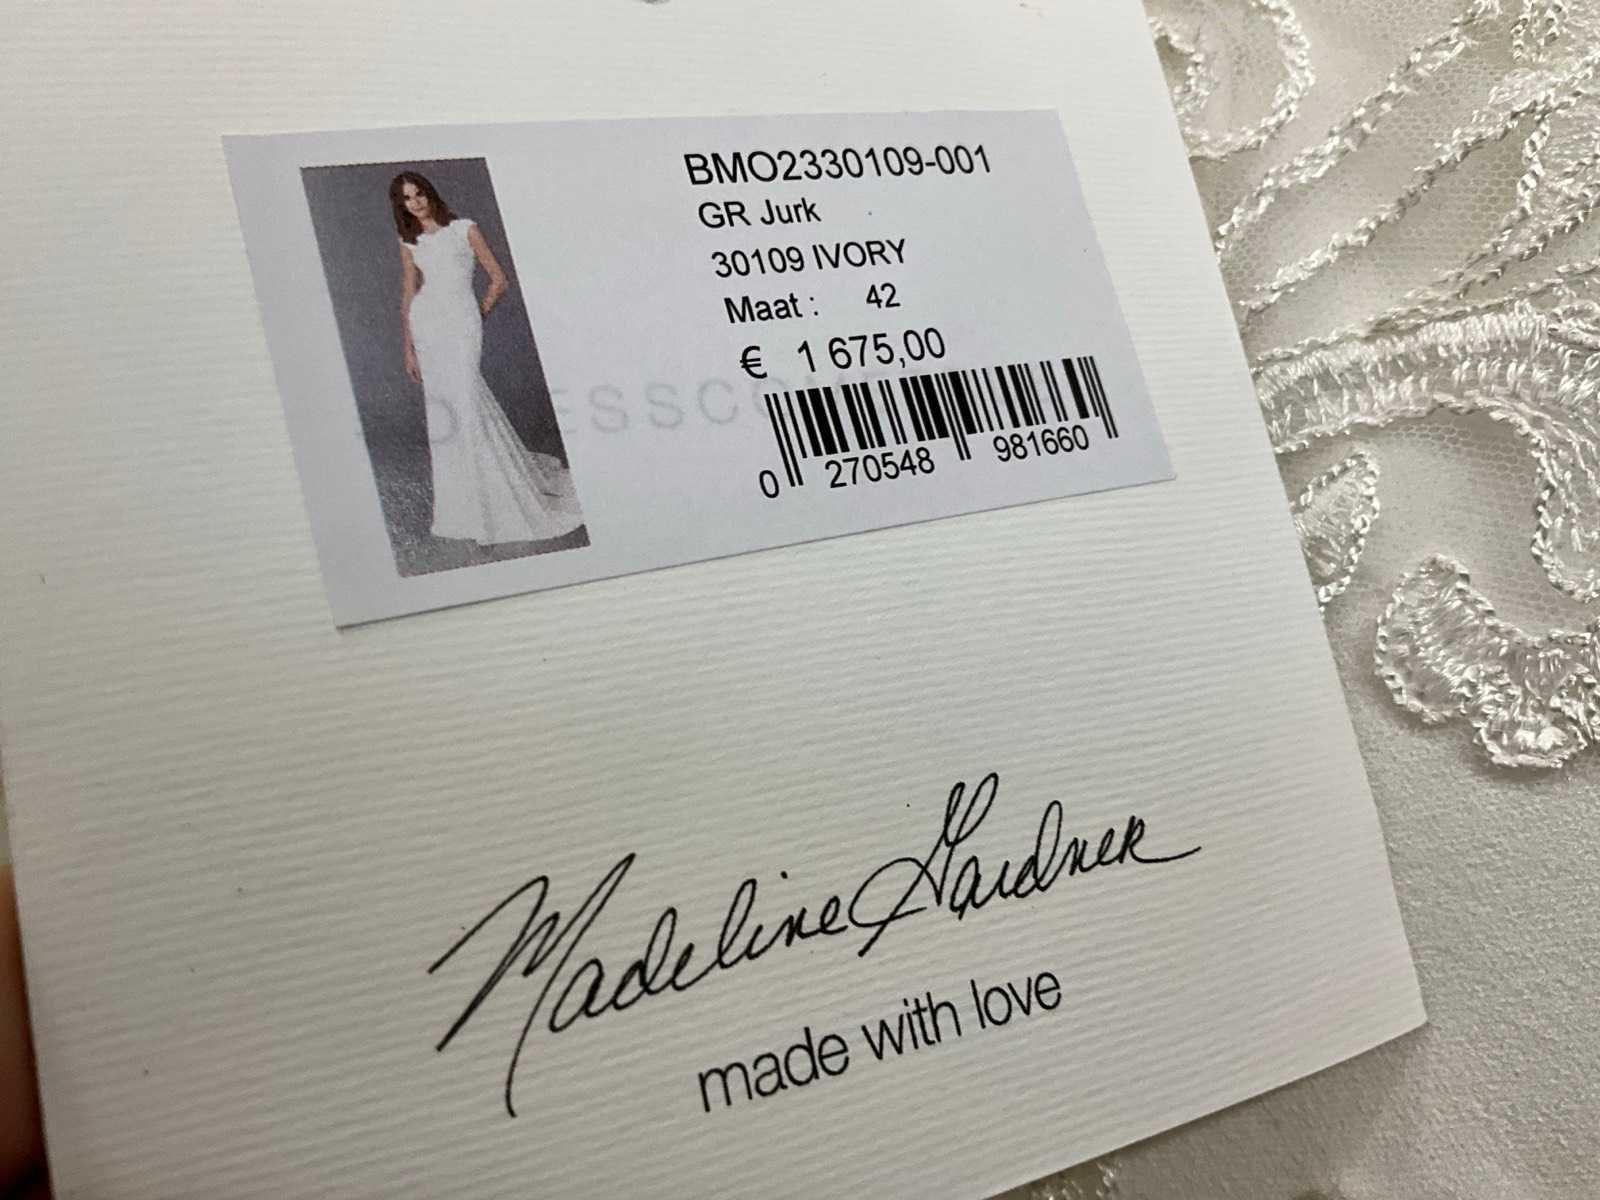 BMO2330109-001
GR Jurk
30109 IVORY
Maat : 42
€ 1 675,00
0 270548 981660
Madeline Gardner
made with love